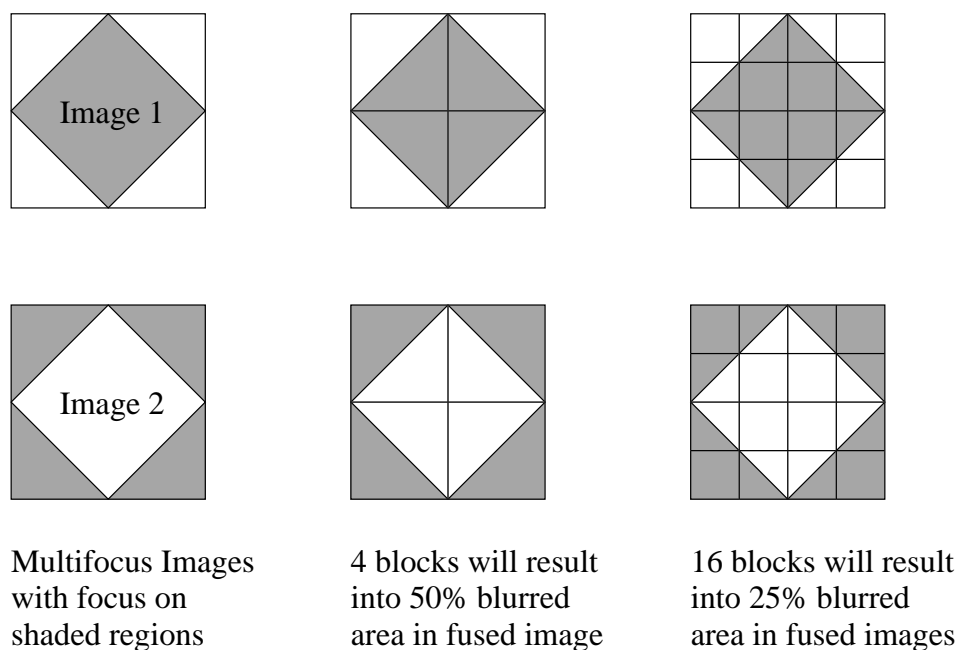 Image 1
Image 2
Multifocus Images
with focus on
shaded regions
4 blocks will result
into 50% blurred
area in fused image
16 blocks will result
into 25% blurred
area in fused images